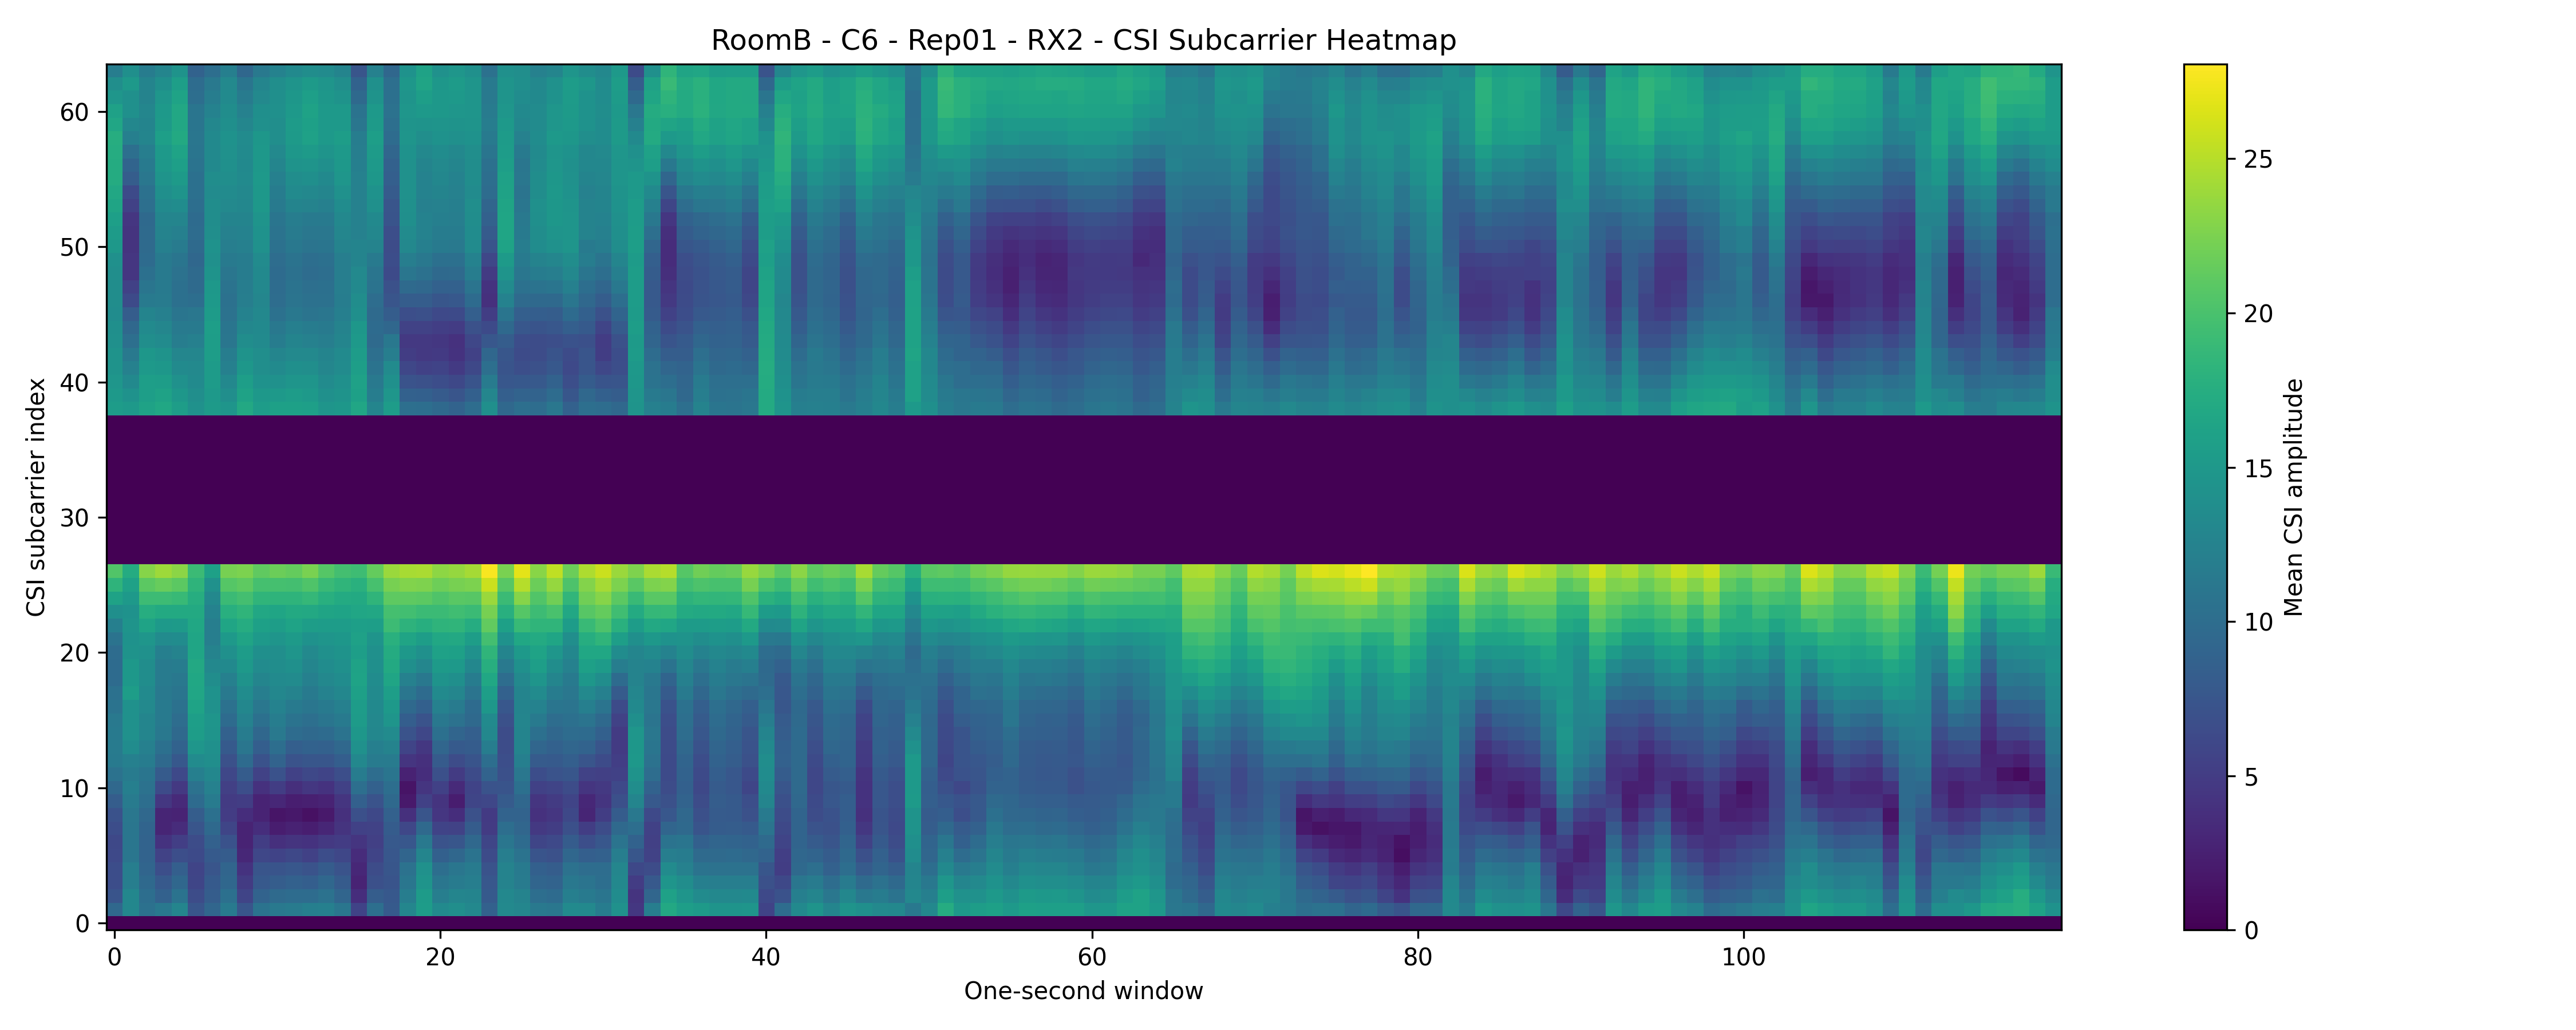 RoomB - C6 - Rep01 - RX2 - CSI Subcarrier Heatmap
CSI subcarrier index
60
50
40
30
20
10
0
0 20 40 60 80 100
One-second window
25
20
15
10
5
0
Mean CSI amplitude